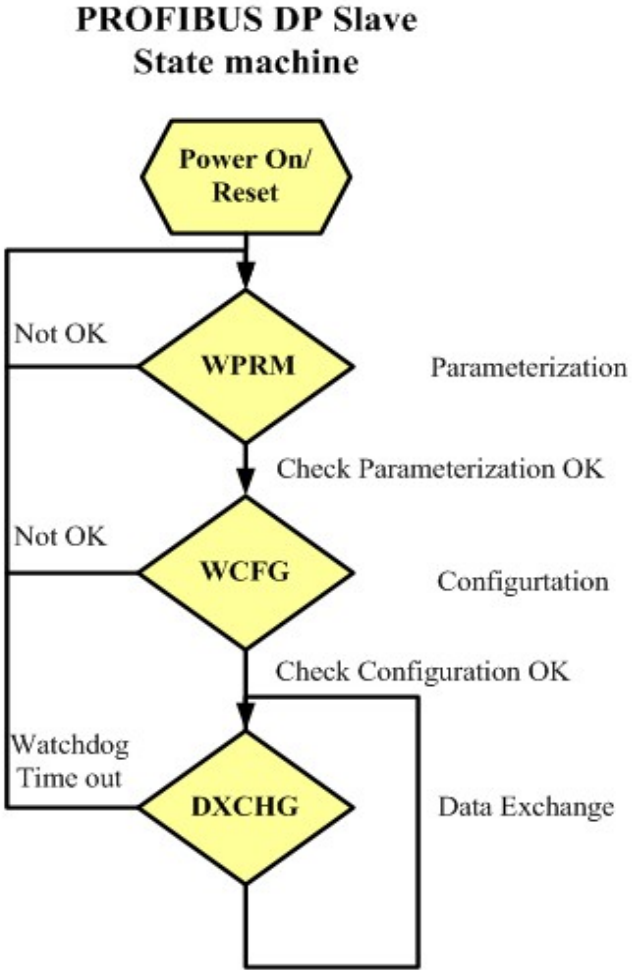 PROFIBUS DP Slave
State machine
Power On/
Reset
Not OK
WPRM
Parameterization
Check Parameterization OK
Not OK
WCFG
Configurtation
Check Configuration OK
Watchdog
Time out
DXCHG
Data Exchange